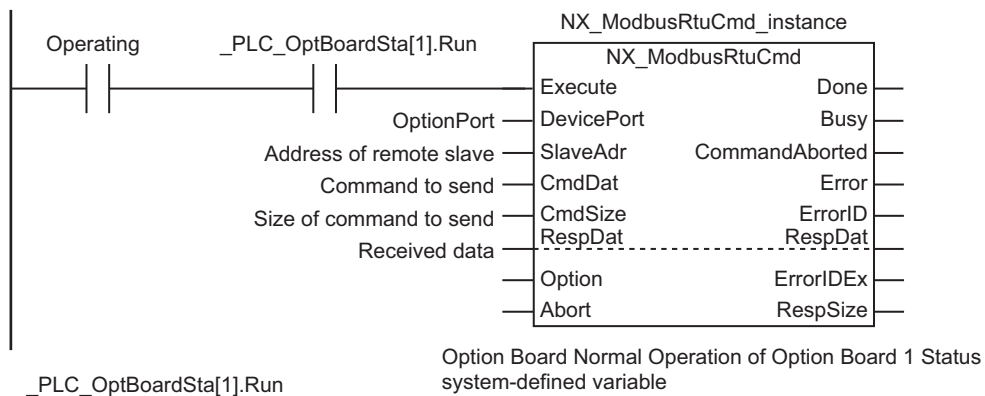 NX_ModbusRtuCmd_instance
Operating
_PLC_OptBoardSta[1].Run
NX_ModbusRtuCmd
Execute
Done
OptionPort
DevicePort
Busy
Address of remote slave
SlaveAdr
CommandAborted
Command to send
CmdDat
Error
Size of command to send
CmdSize
ErrorID
Received data
RespDat
RespDat
Option
ErrorIDEx
Abort
RespSize
_PLC_OptBoardSta[1].Run
Option Board Normal Operation of Option Board 1 Status
system-defined variable